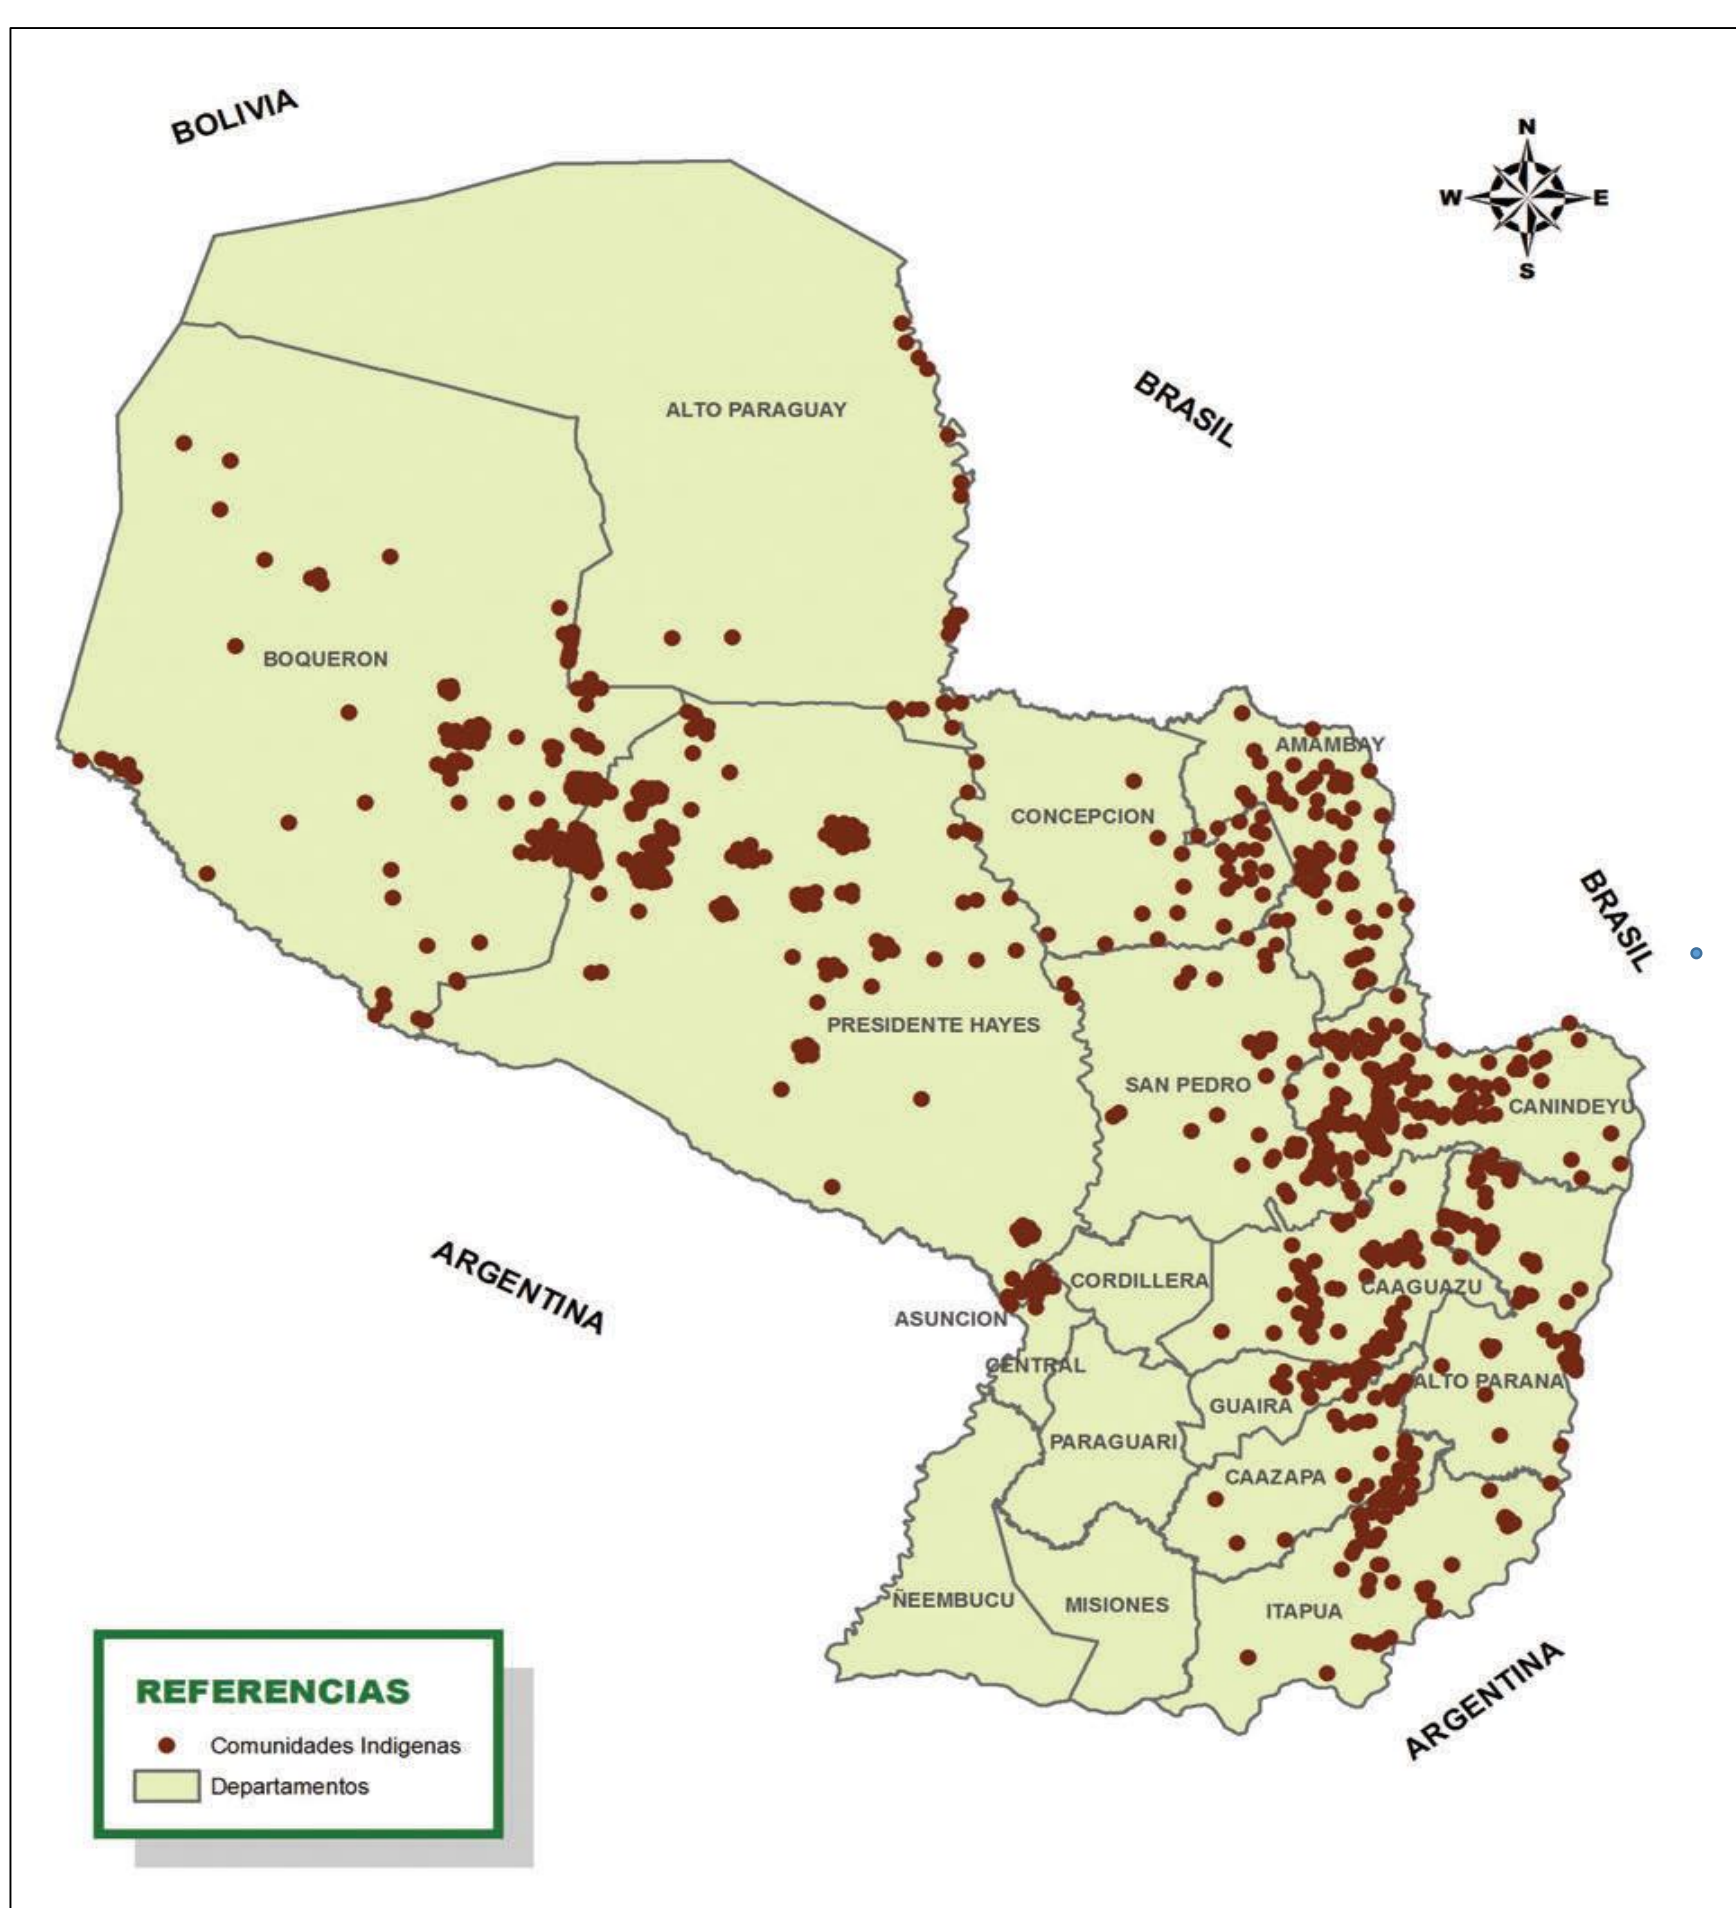 BOLIVIA
N
W
E
S
BRASIL
ALTO PARAGUAY
BOQUERON
AMAMBAY
CONCEPCION
BRASIL
PRESIDENTE HAYES
SAN PEDRO
CANINDEYU
ARGENTINA
CORDILLERA
CAAGUAZU
ASUNCION
CENTRAL
ALTO PARANA
GUAIRA
PARAGUARI
CAAZAPA
ÑEEMBUCU
MISIONES
ITAPUA
ARGENTINA
REFERENCIAS
Comunidades Indigenas
Departamentos